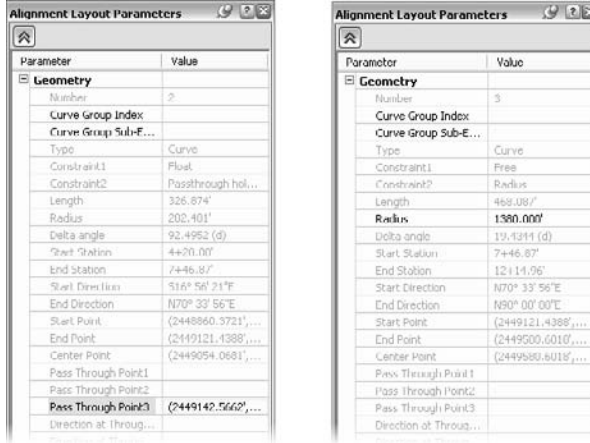 Alignment Layout Parameters
Parameter Value
Geometry
Number 2
Curve Group Index
Curve Group Sub-E...
Type Curve
Constraint1 Float
Constraint2 Passthrough hol...
Length 326.874'
Radius 202.401'
Delta angle 92.4952 (d)
Start Station 4+20.00'
End Station 7+46.87'
Start Direction S16° 56' 21"E
End Direction N70° 33' 56"E
Start Point (2448860.3721',...
End Point (2449121.4388',...
Center Point (2449054.0681',...
Pass Through Point1
Pass Through Point2
Pass Through Point3 (2449142.5662',...
Direction at Throug...
Alignment Layout Parameters
Parameter Value
Geometry
Number 3
Curve Group Index
Curve Group Sub-E...
Type Curve
Constraint1 Free
Constraint2 Radius
Length 468.087'
Radius 1380.000'
Delta angle 19.4344 (d)
Start Station 7+46.87'
End Station 12+14.96'
Start Direction N70° 33' 56"E
End Direction N90° 00' 00"E
Start Point (2449121.4388',...
End Point (2449580.6018',...
Center Point (2449580.6018',...
Pass Through Point1
Pass Through Point2
Pass Through Point3
Direction at Throug...